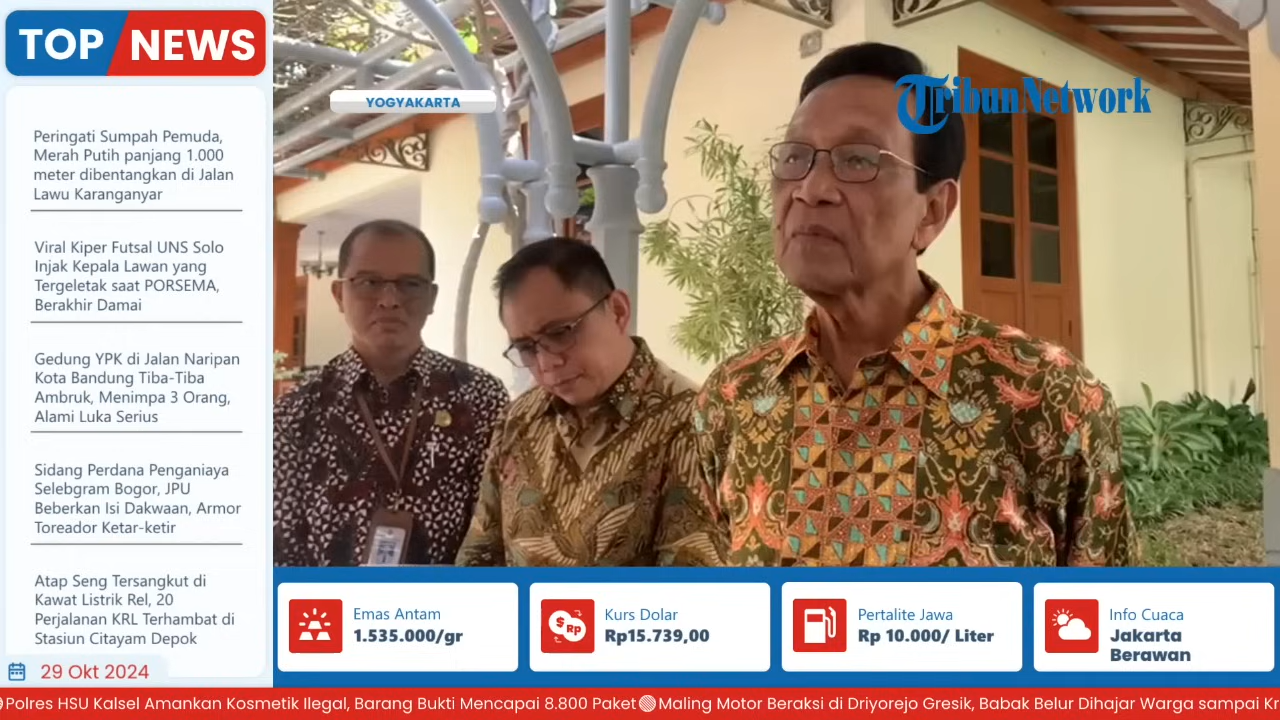 TOP NEWS
Peringati Sumpah Pemuda,
Merah Putih panjang 1.000
meter dibentangkan di Jalan
Lawu Karanganyar
Viral Kiper Futsal UNS Solo
Injak Kepala Lawan yang
Tergeletak saat PORSEMA,
Berakhir Damai
Gedung YPK di Jalan Naripan
Kota Bandung Tiba-Tiba
Ambruk, Menimpa 3 Orang,
Alami Luka Serius
Sidang Perdana Penganiaya
Selebgram Bogor, JPU
Beberkan Isi Dakwaan, Armor
Toreador Ketar-ketir
Atap Seng Tersangkut di
Kawat Listrik Rel, 20
Perjalanan KRL Terhambat di
Stasiun Citayam Depok
29 Okt 2024
YOGYAKARTA
TribunNetwork
Emas Antam
1.535.000/gr
$ Rp
Kurs Dolar
Rp15.739,00
Pertalite Jawa
Rp 10.000/ Liter
Info Cuaca
Jakarta
Berawan
Polres HSU Kalsel Amankan Kosmetik Ilegal, Barang Bukti Mencapai 8.800 Paket Maling Motor Beraksi di Driyorejo Gresik, Babak Belur Dihajar Warga sampai